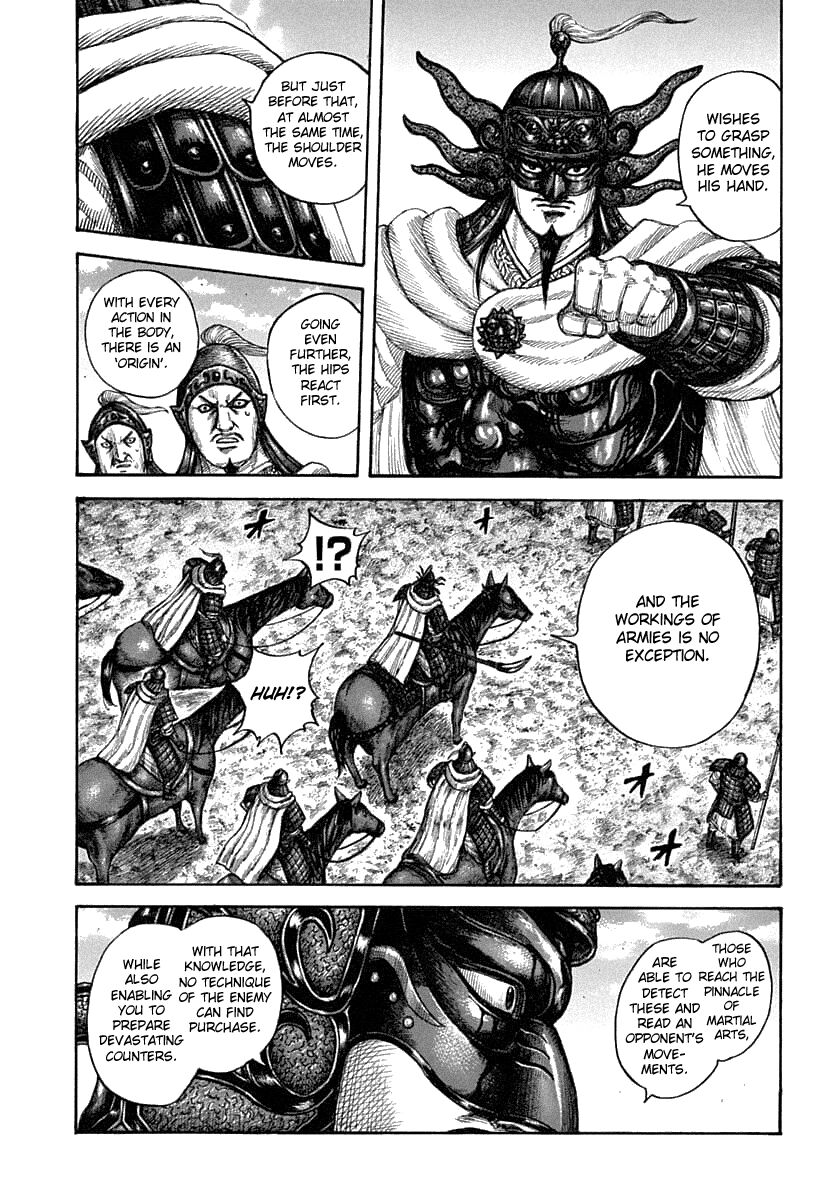 WISHES
TO GRASP
SOMETHING,
HE MOVES
HIS HAND.
BUT JUST
BEFORE THAT,
AT ALMOST
THE SAME TIME,
THE SHOULDER
MOVES.
GOING
EVEN
FURTHER,
THE HIPS
REACT
FIRST.
WITH EVERY
ACTION IN
THE BODY,
THERE IS AN
'ORIGIN'.
AND THE
WORKINGS OF
ARMIES IS NO
EXCEPTION.
!?
HUH!?
THOSE
WHO
REACH THE
PINNACLE
OF
MARTIAL
ARTS,
ARE
ABLE TO
DETECT
THESE AND
READ AN
OPPONENT'S
MOVE-
MENTS.
WITH THAT
KNOWLEDGE,
NO TECHNIQUE
OF THE ENEMY
CAN FIND
PURCHASE.
WHILE
ALSO
ENABLING
YOU TO
PREPARE
DEVASTATING
COUNTERS.